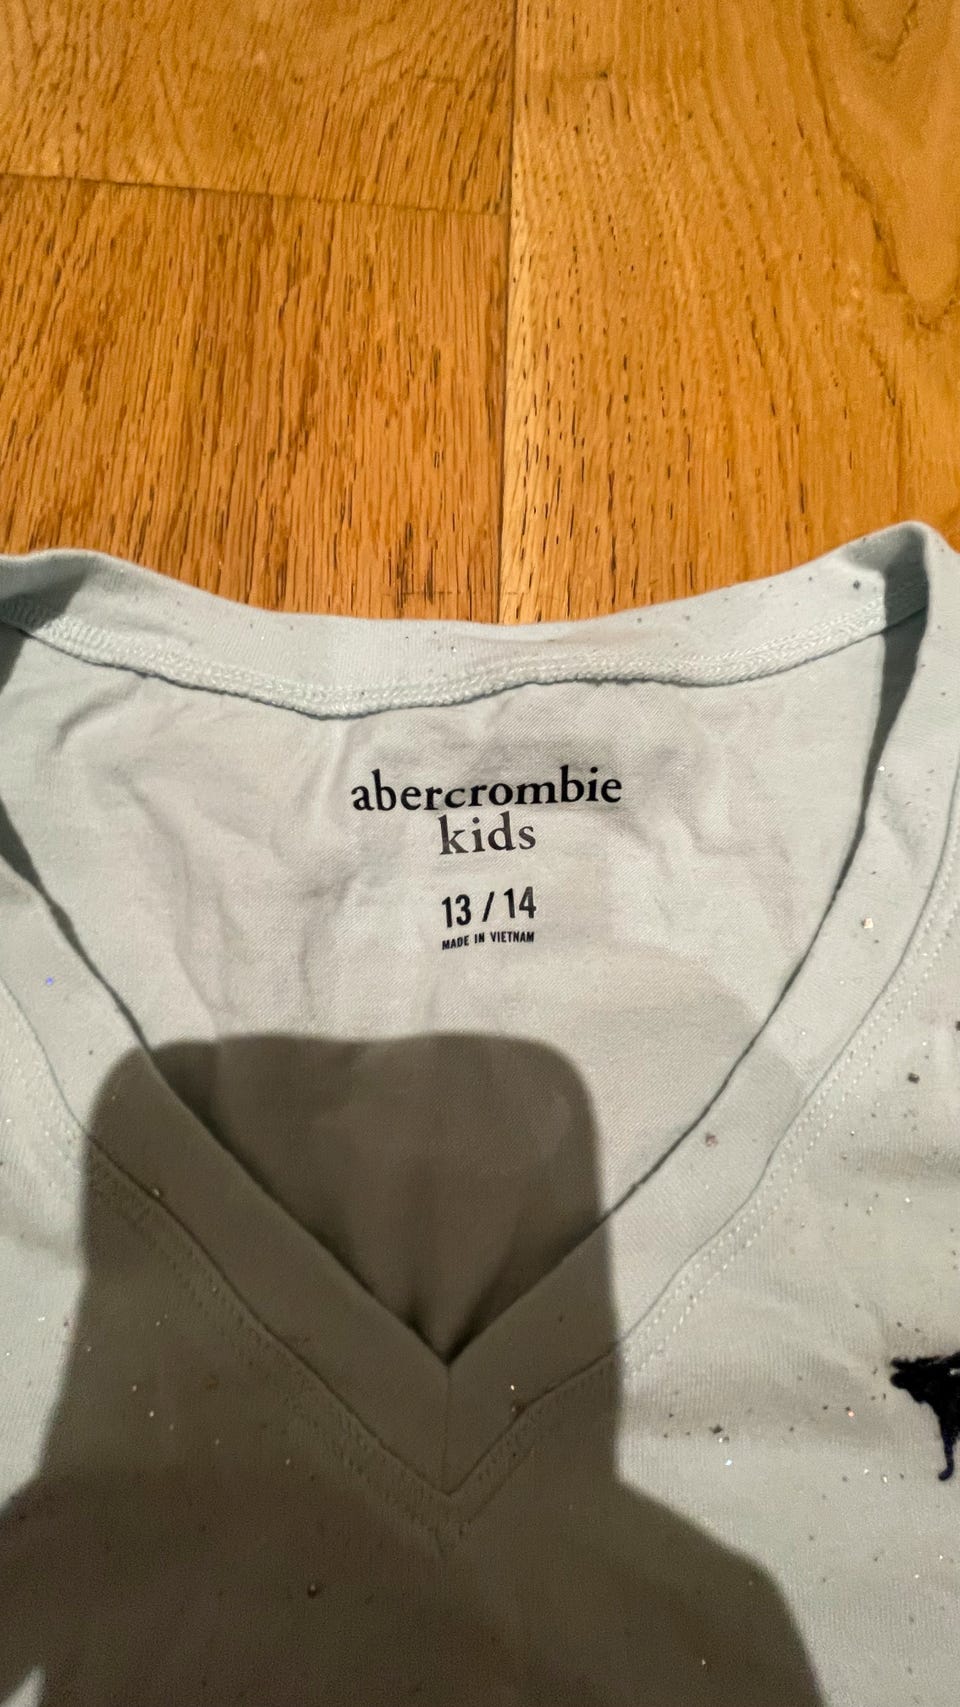 abercrombie
kids
13 / 14
MADE IN VIETNAM